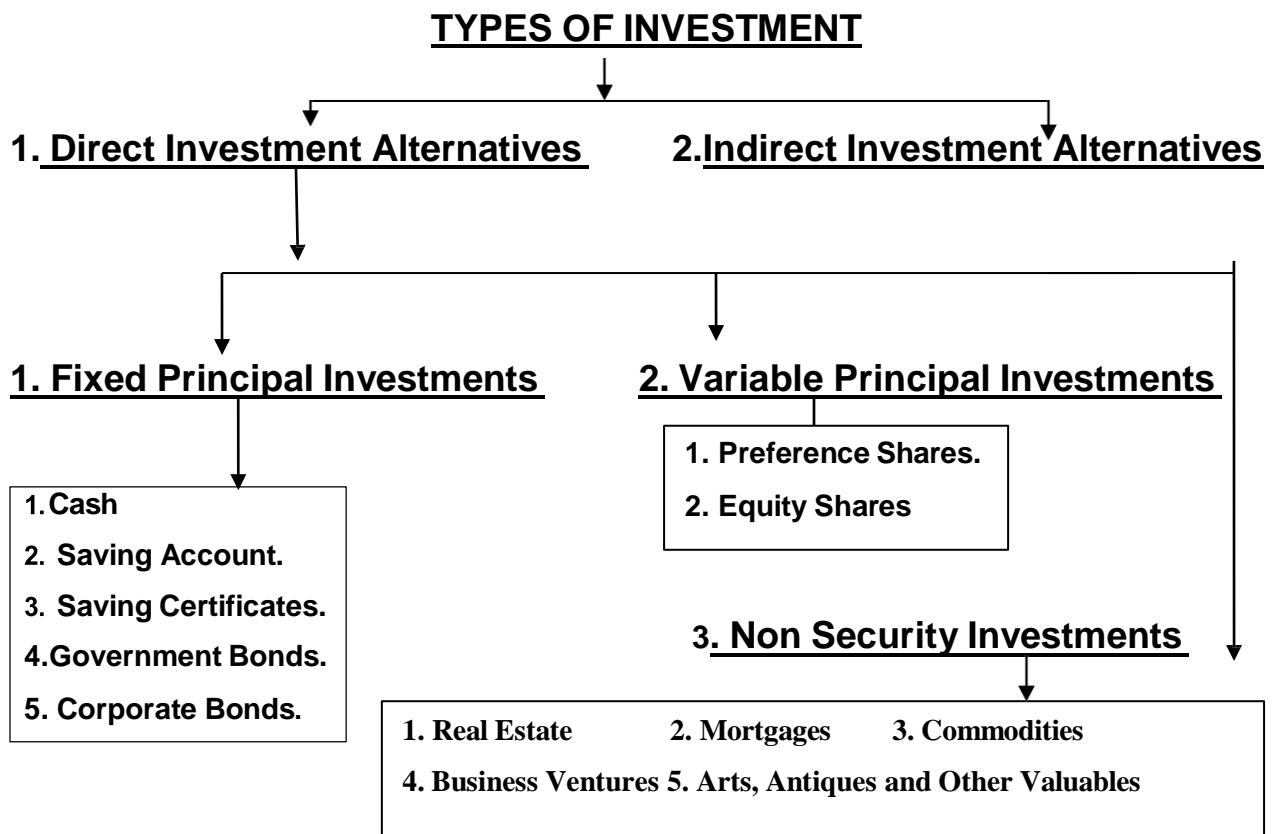 TYPES OF INVESTMENT
1. Direct Investment Alternatives
2.Indirect Investment Alternatives
1. Fixed Principal Investments
2. Variable Principal Investments
1. Preference Shares.
2. Equity Shares
1.Cash
2. Saving Account.
3. Saving Certificates.
4.Government Bonds.
5. Corporate Bonds.
3. Non Security Investments
1. Real Estate 2. Mortgages 3. Commodities
4. Business Ventures 5. Arts, Antiques and Other Valuables